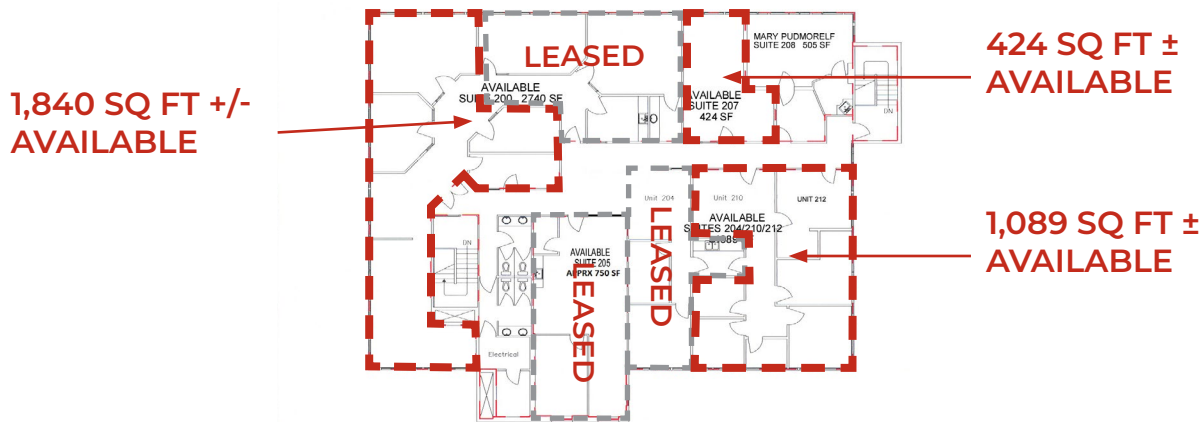 1,840 SQ FT +/-
AVAILABLE
LEASED
AVAILABLE
SUITE 200 2740 SF
AVAILABLE
SUITE 207
424 SF
MARY PUDMORELF
SUITE 208 505 SF
DN
424 SQ FT ±
AVAILABLE
Unit 204
LEASED
Unit 210
UNIT 212
AVAILABLE
SUITES 204/210/212
1,089 SQ FT ±
AVAILABLE
DN
AVAILABLE
SUITE 205
APPRX 750 SF
LEASED
Electrical